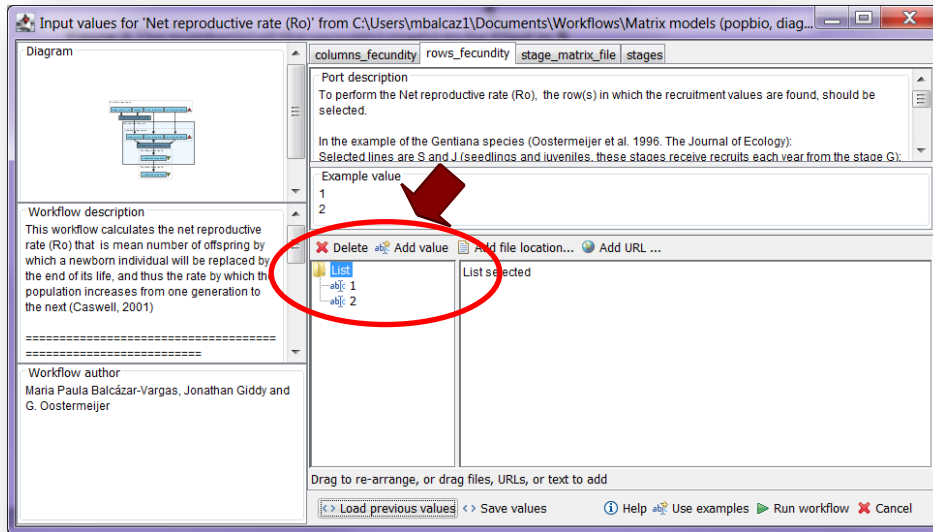 Input values for 'Net reproductive rate (Ro)' from C:\Users\mbalcaz1\Documents\Workflows\Matrix models (popbio, diag...
Diagram
Workflow description
This workflow calculates the net reproductive
rate (Ro) that is mean number of offspring by
which a newborn individual will be replaced by
the end of its life, and thus the rate by which the
population increases from one generation to
the next (Caswell, 2001)
=====================================
==========================
Workflow author
Maria Paula Balcázar-Vargas, Jonathan Giddy and
G. Oostermeijer
columns_fecundity rows_fecundity stage_matrix_file stages
Port description
To perform the Net reproductive rate (Ro), the row(s) in which the recruitment values are found, should be
selected.
In the example of the Gentiana species (Oostermeijer et al. 1996. The Journal of Ecology):
Selected lines are S and J (seedlings and juveniles, these stages receive recruits each year from the stage G):
Example value
1
2
Delete Add value Add file location... Add URL ...
List
1
2
List selected
Drag to re-arrange, or drag files, URLs, or text to add
Load previous values Save values Help Use examples Run workflow Cancel